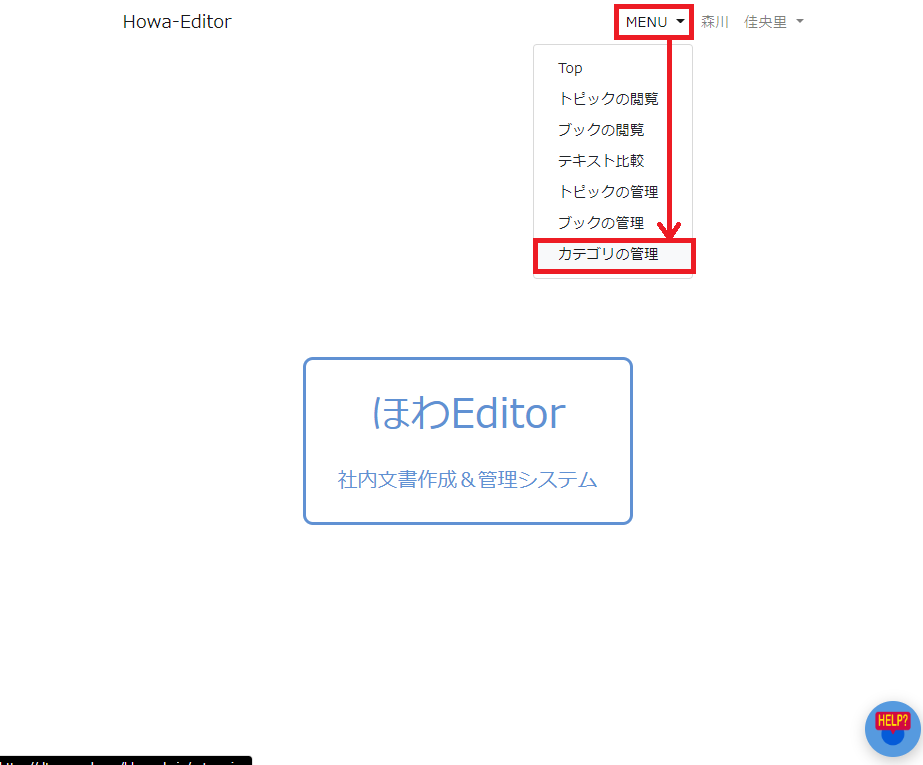 Howa-Editor
MENU
森川 佳央里
Top
トピックの閲覧
ブックの閲覧
テキスト比較
トピックの管理
ブックの管理
カテゴリの管理
ほわEditor
社内文書作成＆管理システム
HELP?